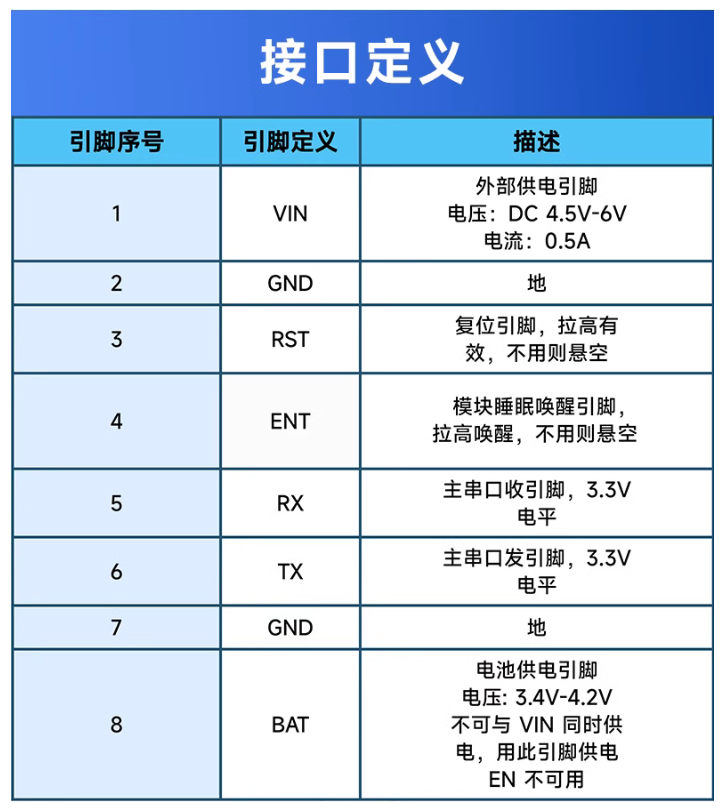 接口定义
引脚序号 引脚定义 描述
1 VIN 外部供电引脚
电压：DC 4.5V-6V
电流：0.5A
2 GND 地
3 RST 复位引脚，拉高有
效，不用则悬空
4 ENT 模块睡眠唤醒引脚，
拉高唤醒，不用则悬空
5 RX 主串口收引脚，3.3V
电平
6 TX 主串口发引脚，3.3V
电平
7 GND 地
8 BAT 电池供电引脚
电压: 3.4V-4.2V
不可与 VIN 同时供
电，用此引脚供电
EN 不可用